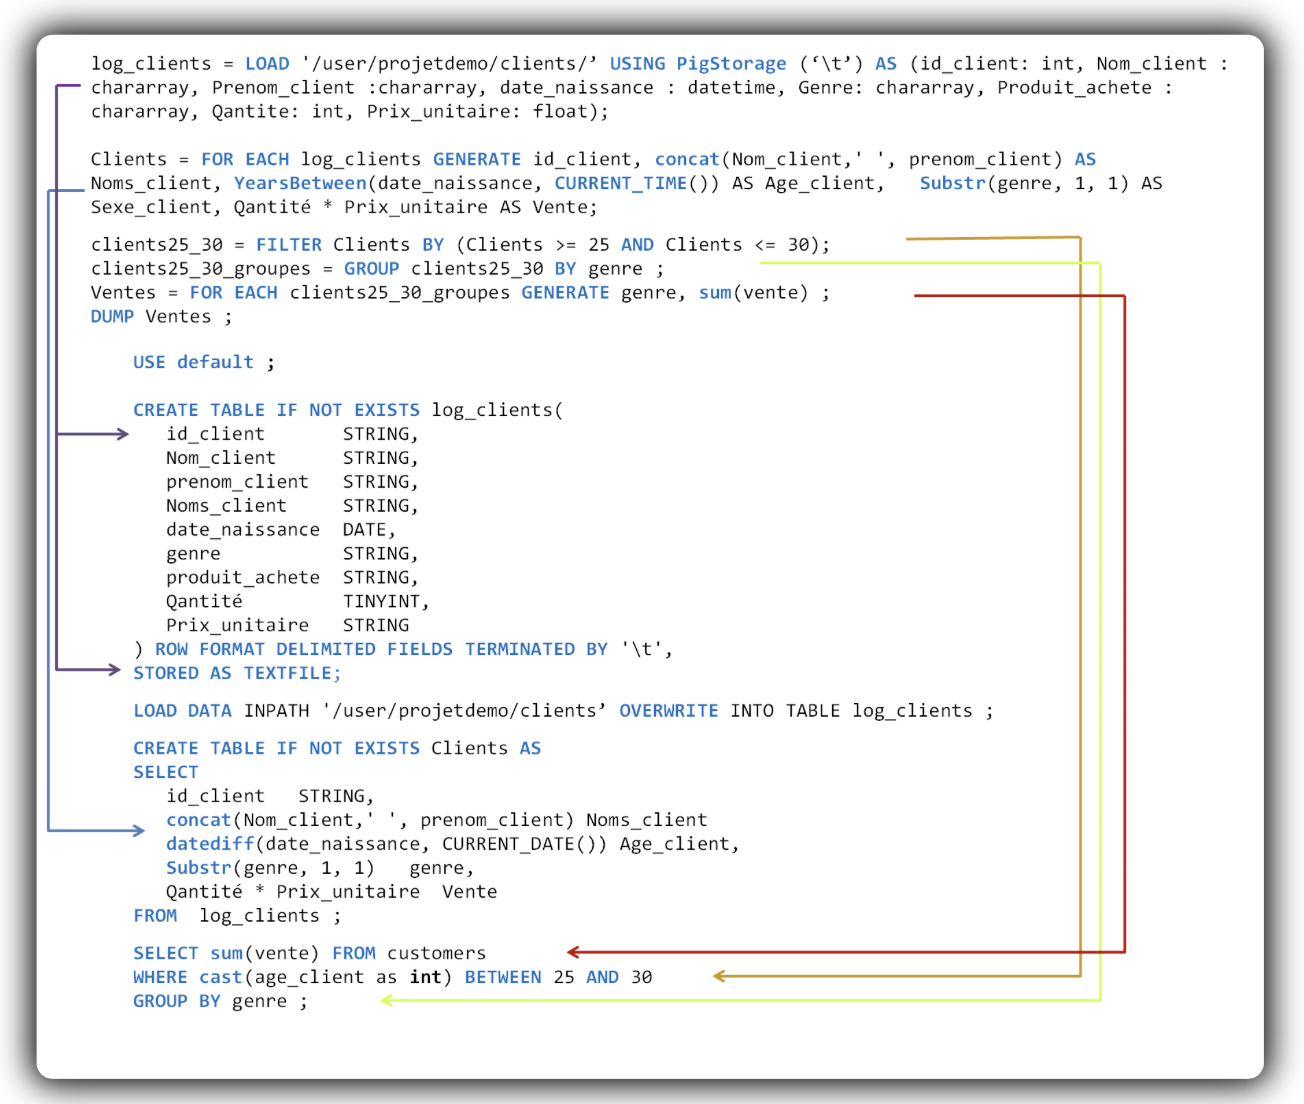 log_clients = LOAD '/user/projetdemo/clients/’ USING PigStorage (‘\t’) AS (id_client: int, Nom_client :
chararray, Prenom_client :chararray, date_naissance : datetime, Genre: chararray, Produit_achete :
chararray, Qantite: int, Prix_unitaire: float);
Clients = FOR EACH log_clients GENERATE id_client, concat(Nom_client,' ', prenom_client) AS
Noms_client, YearsBetween(date_naissance, CURRENT_TIME()) AS Age_client, Substr(genre, 1, 1) AS
Sexe_client, Qantité * Prix_unitaire AS Vente;
clients25_30 = FILTER Clients BY (Clients >= 25 AND Clients <= 30);
clients25_30_groupes = GROUP clients25_30 BY genre ;
Ventes = FOR EACH clients25_30_groupes GENERATE genre, sum(vente) ;
DUMP Ventes ;
USE default ;
CREATE TABLE IF NOT EXISTS log_clients(
id_client STRING,
Nom_client STRING,
prenom_client STRING,
Noms_client STRING,
date_naissance DATE,
genre STRING,
produit_achete STRING,
Qantité TINYINT,
Prix_unitaire STRING
) ROW FORMAT DELIMITED FIELDS TERMINATED BY '\t',
STORED AS TEXTFILE;
LOAD DATA INPATH '/user/projetdemo/clients’ OVERWRITE INTO TABLE log_clients ;
CREATE TABLE IF NOT EXISTS Clients AS
SELECT
id_client STRING,
concat(Nom_client,' ', prenom_client) Noms_client
datediff(date_naissance, CURRENT_DATE()) Age_client,
Substr(genre, 1, 1) genre,
Qantité * Prix_unitaire Vente
FROM log_clients ;
SELECT sum(vente) FROM customers
WHERE cast(age_client as int) BETWEEN 25 AND 30
GROUP BY genre ;